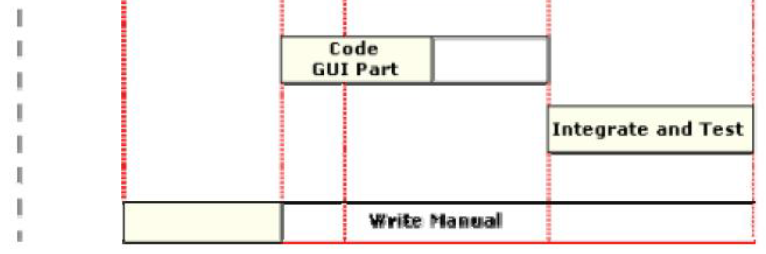 Code
GUI Part
Integrate and Test
Write Manual